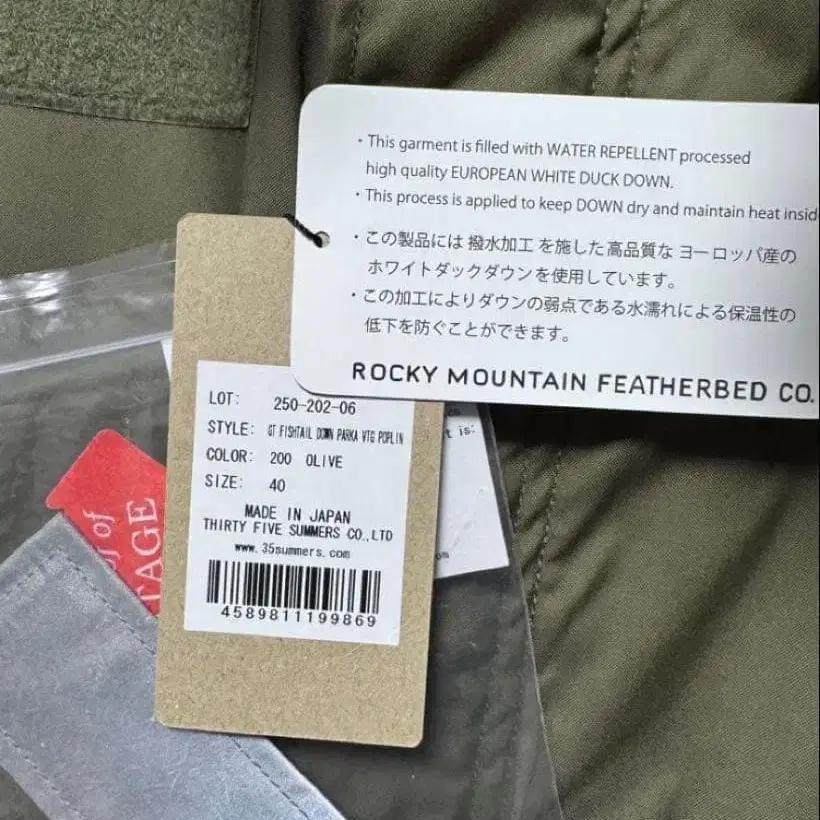 ・This garment is filled with WATER REPELLENT processed
high quality EUROPEAN WHITE DUCK DOWN.
・This process is applied to keep DOWN dry and maintain heat insid
・この製品には 撥水加工 を施した高品質な ヨーロッパ産の
ホワイトダックダウンを使用しています。
・この加工によりダウンの弱点である水濡れによる保温性の
低下を防ぐことができます。
ROCKY MOUNTAIN FEATHERBED CO.
LOT: 250-202-06
STYLE: GT FISHTAIL DOWN PARKA VTG POPLIN
COLOR: 200 OLIVE
SIZE: 40
MADE IN JAPAN
THIRTY FIVE SUMMERS CO.,LTD
www.35summers.com
4589811199869
t is:
of
TAGE